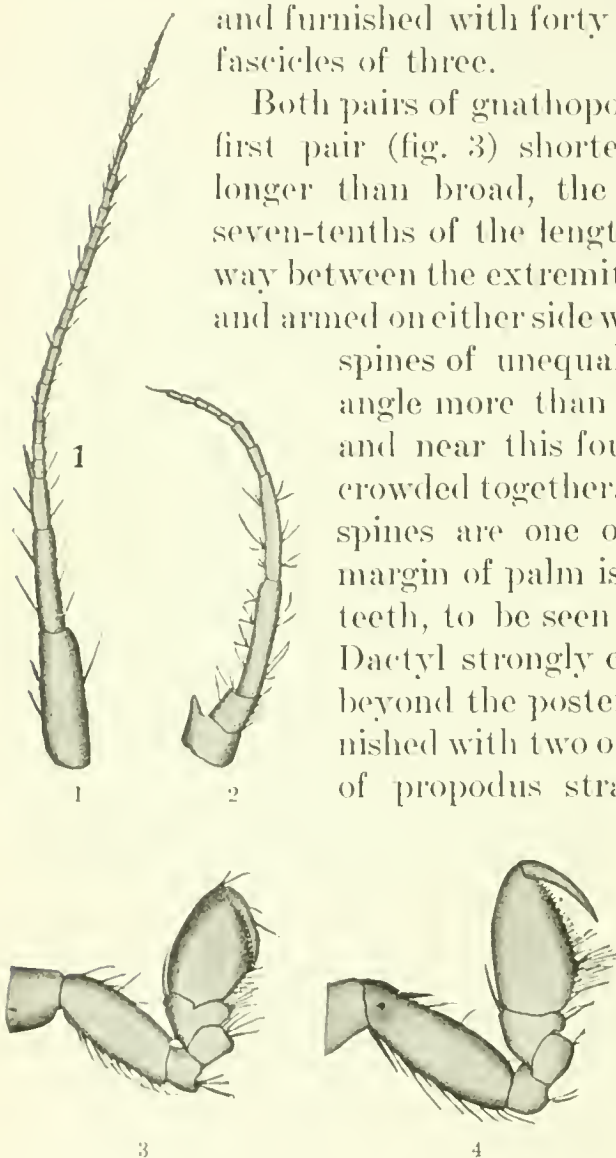 and furnished with forty
fascicles of three.
Both pairs of gnathopo
first pair (fig. 3) shorte
longer than broad, the
seven-tenths of the lengt
way between the extremit
and armed on either side w
spines of unequal
angle more than
and near this fou
crowded together.
spines are one o
margin of palm is
teeth, to be seen
Dactyl strongly c
beyond the poste
nished with two o
of propodus stra
1
1
2
3
4